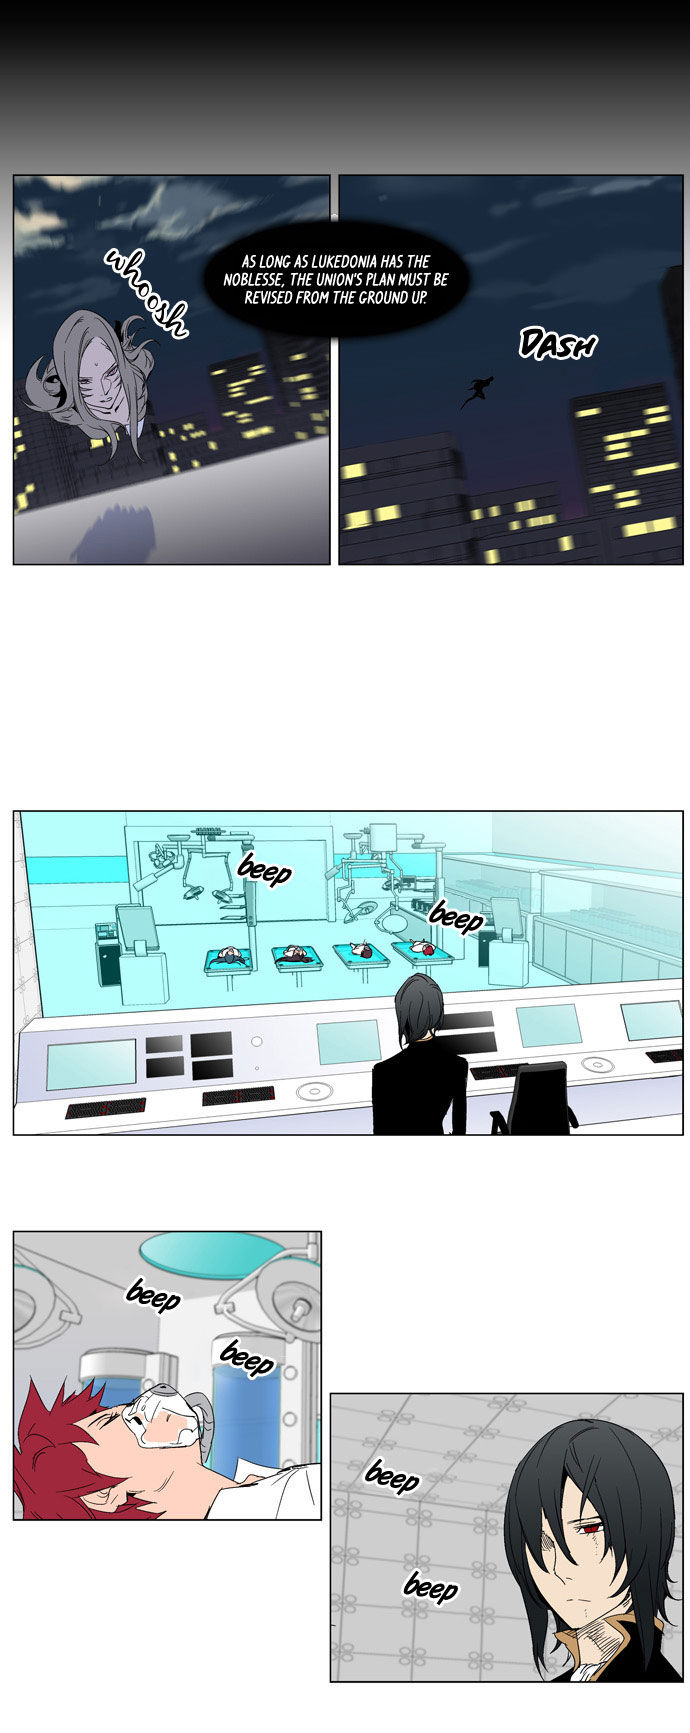 whoosh
AS LONG AS LUKEDONIA HAS THE
NOBLESSE, THE UNION'S PLAN MUST BE
REVISED FROM THE GROUND UP.
DASH
beep
beep
beep
beep
beep
beep